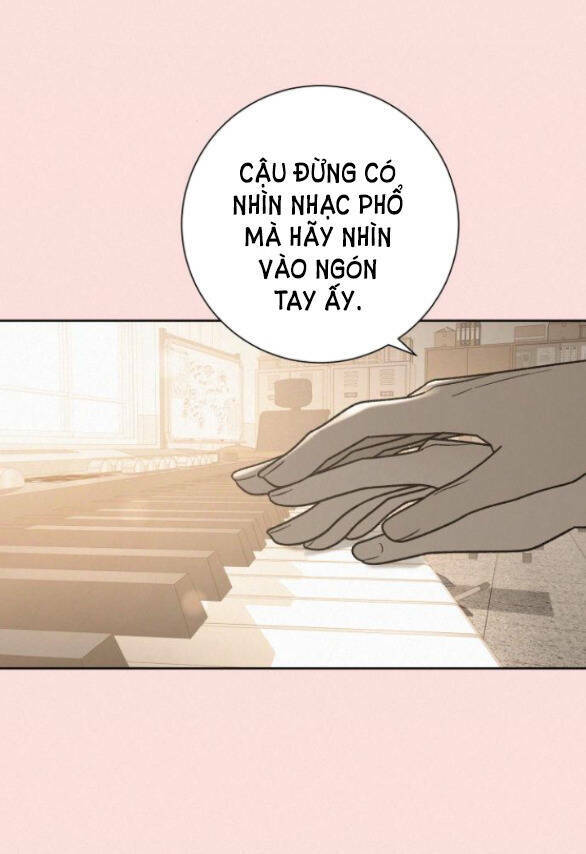 CẬU ĐỪNG CÓ
NHÌN NHẠC PHỔ
MÀ HÃY NHÌN
VÀO NGÓN
TAY ẤY.